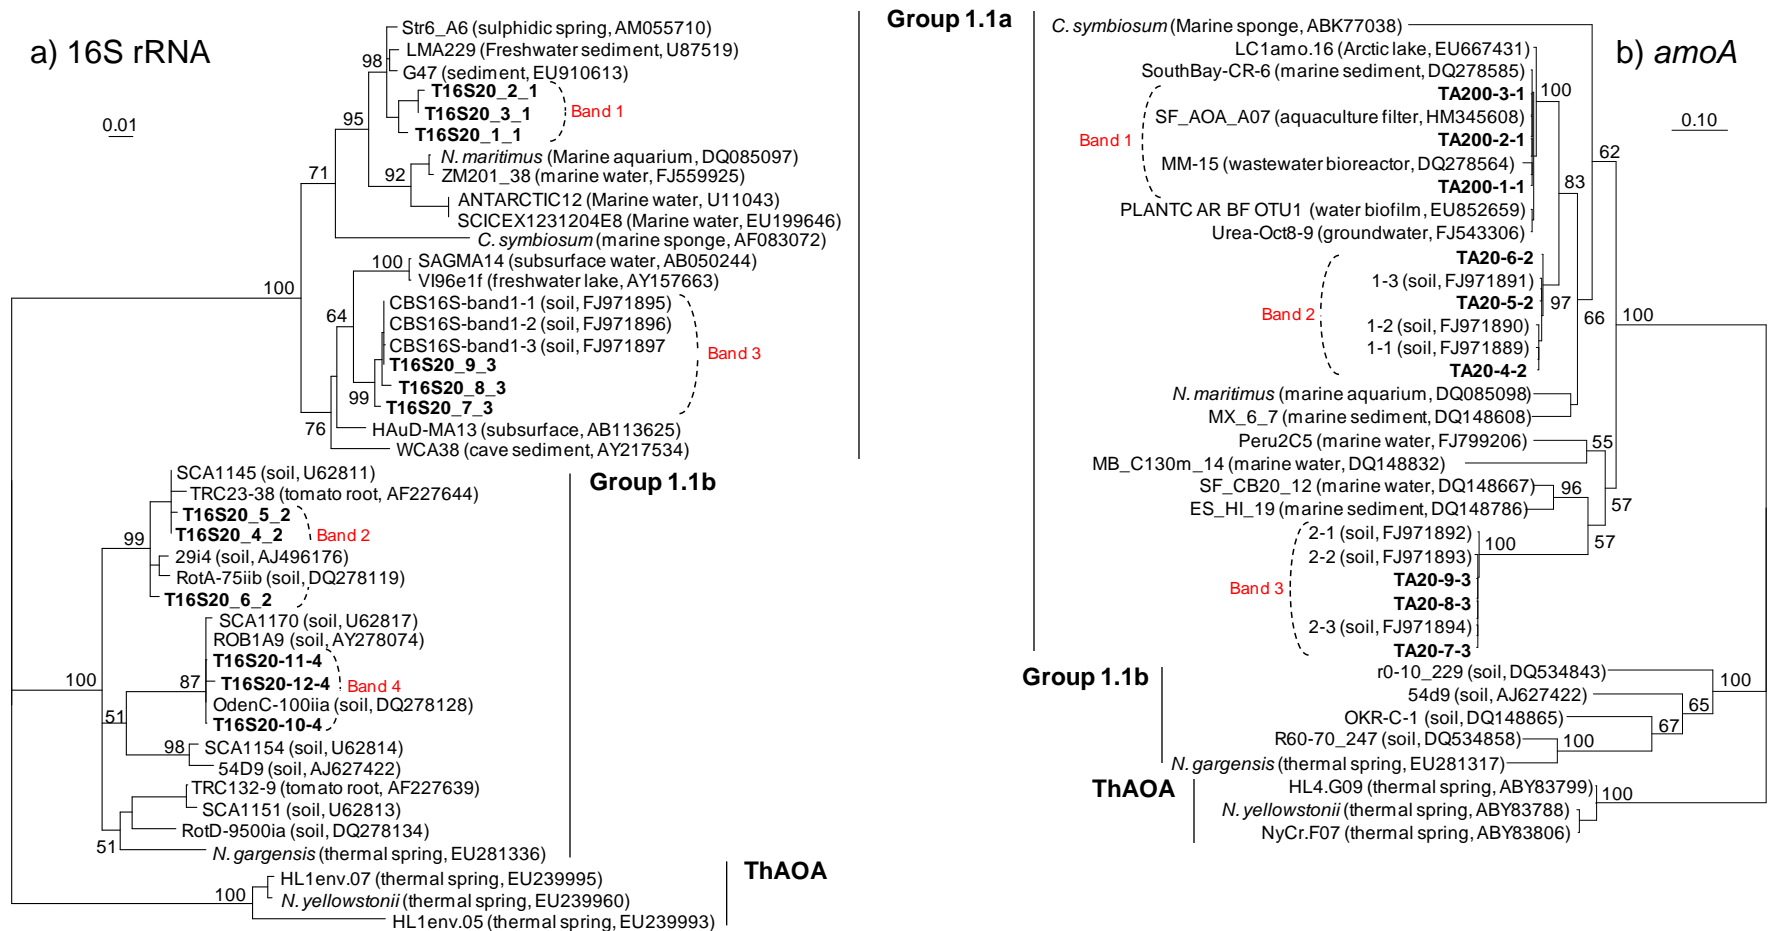 a) 16S rRNA
0.01
Group 1.1a
Str6_A6 (sulphidic spring, AM055710)
LMA229 (Freshwater sediment, U87519)
98
G47 (sediment, EU910613)
T16S20_2_1
T16S20_3_1
Band 1
95
T16S20_1_1
N. maritimus (Marine aquarium, DQ085097)
71
92
ZM201_38 (marine water, FJ559925)
ANTARCTIC12 (Marine water, U11043)
SCICEX1231204E8 (Marine water, EU199646)
C. symbiosum (marine sponge, AF083072)
100
SAGMA14 (subsurface water, AB050244)
VI96e1f (freshwater lake, AY157663)
100
CBS16S-band1-1 (soil, FJ971895)
64
CBS16S-band1-2 (soil, FJ971896)
CBS16S-band1-3 (soil, FJ971897
Band 3
T16S20_9_3
T16S20_8_3
99
T16S20_7_3
76
HAuD-MA13 (subsurface, AB113625)
WCA38 (cave sediment, AY217534)
Group 1.1b
SCA1145 (soil, U62811)
TRC23-38 (tomato root, AF227644)
T16S20_5_2
99
T16S20_4_2
Band 2
29i4 (soil, AJ496176)
RotA-75iib (soil, DQ278119)
T16S20_6_2
SCA1170 (soil, U62817)
ROB1A9 (soil, AY278074)
T16S20-11-4
100
87
T16S20-12-4
Band 4
OdenC-100iia (soil, DQ278128)
51
T16S20-10-4
98
SCA1154 (soil, U62814)
54D9 (soil, AJ627422)
TRC132-9 (tomato root, AF227639)
SCA1151 (soil, U62813)
RotD-9500ia (soil, DQ278134)
51
N. gargensis (thermal spring, EU281336)
ThAOA
HL1env.07 (thermal spring, EU239995)
100
N. yellowstonii (thermal spring, EU239960)
HL1env.05 (thermal spring, EU239993)
b) amoA
0.10
C. symbiosum (Marine sponge, ABK77038)
LC1amo.16 (Arctic lake, EU667431)
SouthBay-CR-6 (marine sediment, DQ278585)
TA200-3-1
100
SF_AOA_A07 (aquaculture filter, HM345608)
Band 1
TA200-2-1
62
MM-15 (wastewater bioreactor, DQ278564)
TA200-1-1
83
PLANTC AR BF OTU1 (water biofilm, EU852659)
Urea-Oct8-9 (groundwater, FJ543306)
TA20-6-2
1-3 (soil, FJ971891)
TA20-5-2
97
Band 2
66
100
1-2 (soil, FJ971890)
1-1 (soil, FJ971889)
TA20-4-2
N. maritimus (marine aquarium, DQ085098)
MX_6_7 (marine sediment, DQ148608)
Peru2C5 (marine water, FJ799206)
55
MB_C130m_14 (marine water, DQ148832)
SF_CB20_12 (marine water, DQ148667)
96
ES_HI_19 (marine sediment, DQ148786)
57
2-1 (soil, FJ971892)
100
57
2-2 (soil, FJ971893)
TA20-9-3
Band 3
TA20-8-3
2-3 (soil, FJ971894)
TA20-7-3
Group 1.1b
r0-10_229 (soil, DQ534843)
100
54d9 (soil, AJ627422)
65
OKR-C-1 (soil, DQ148865)
67
R60-70_247 (soil, DQ534858)
100
N. gargensis (thermal spring, EU281317)
ThAOA
HL4.G09 (thermal spring, ABY83799)
100
N. yellowstonii (thermal spring, ABY83788)
NyCr.F07 (thermal spring, ABY83806)